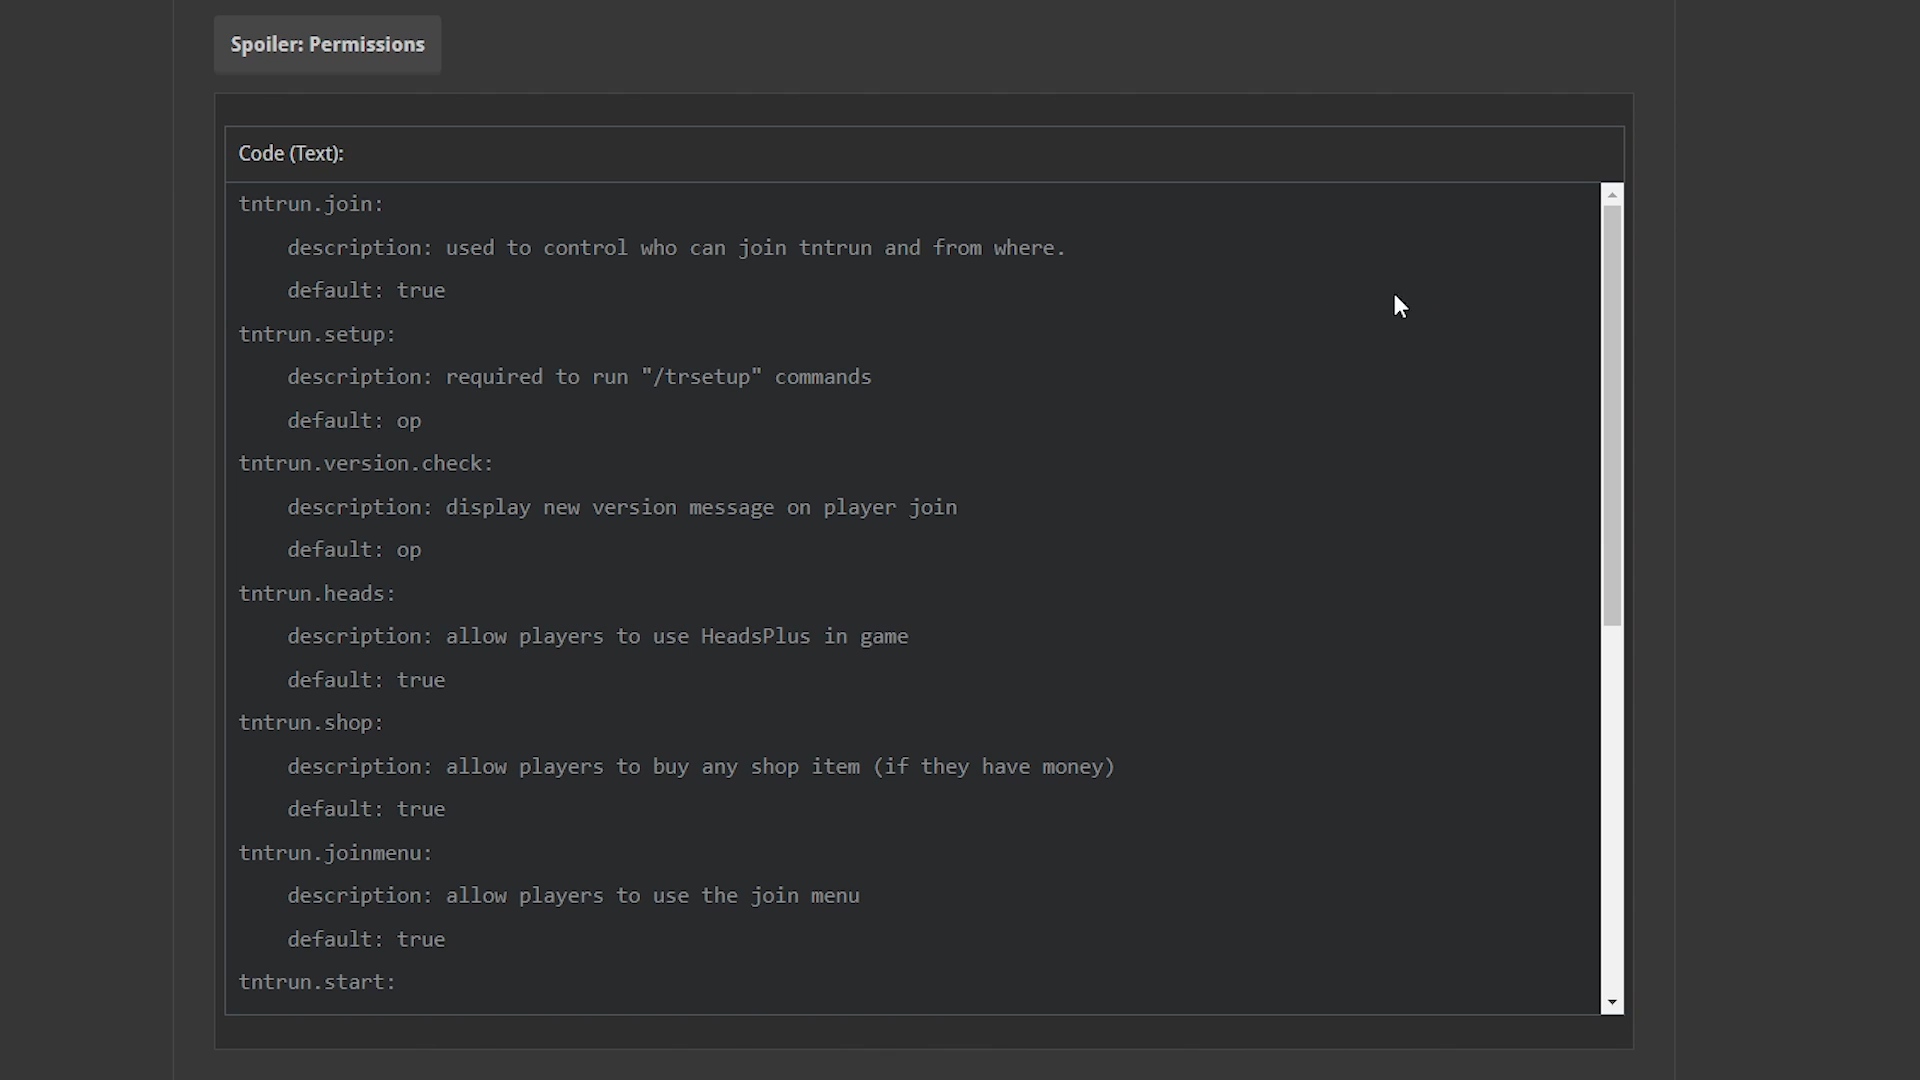 Spoiler: Permissions
Code (Text):
tntrun.join:
description: used to control who can join tntrun and from where.
default: true
tntrun.setup:
description: required to run "/trsetup" commands
default: op
tntrun.version.check:
description: display new version message on player join
default: op
tntrun.heads:
description: allow players to use HeadsPlus in game
default: true
tntrun.shop:
description: allow players to buy any shop item (if they have money)
default: true
tntrun.joinmenu:
description: allow players to use the join menu
default: true
tntrun.start: